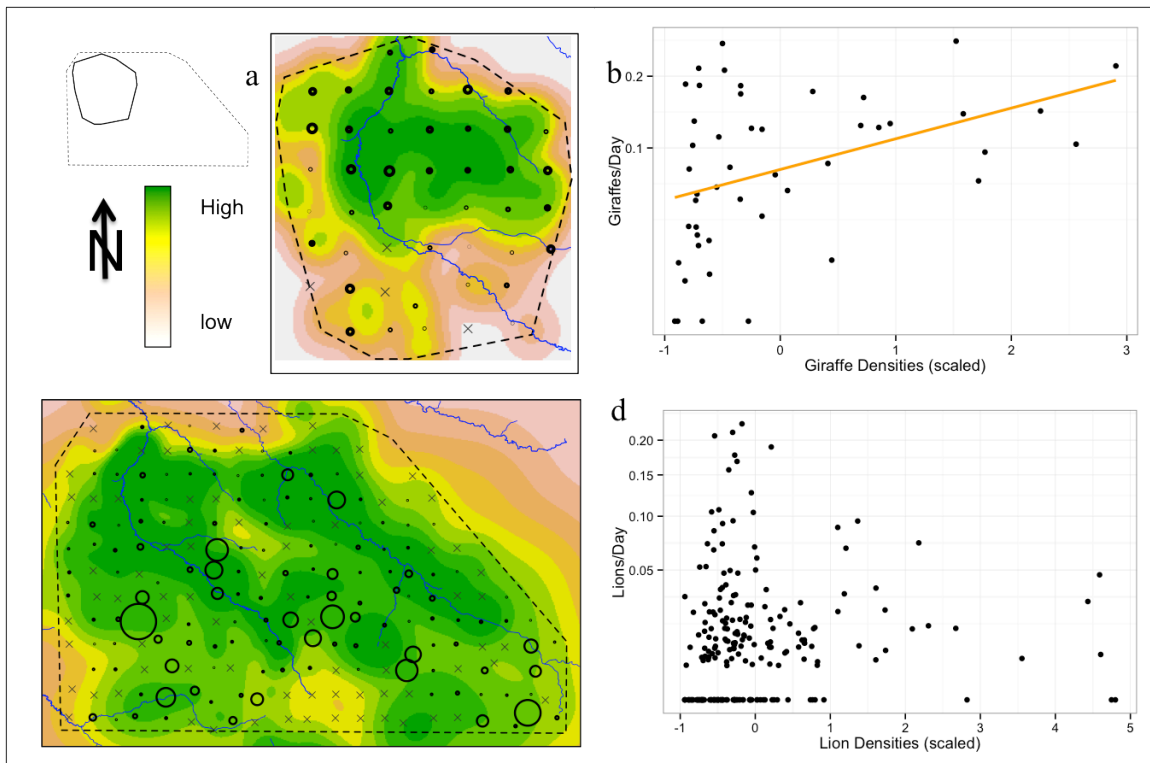 a
High
N
low
b
Giraffes/Day
0.2
0.1
-1
0
1
2
3
Giraffe Densities (scaled)
d
Lions/Day
0.20
0.15
0.10
0.05
-1
0
1
2
3
4
5
Lion Densities (scaled)